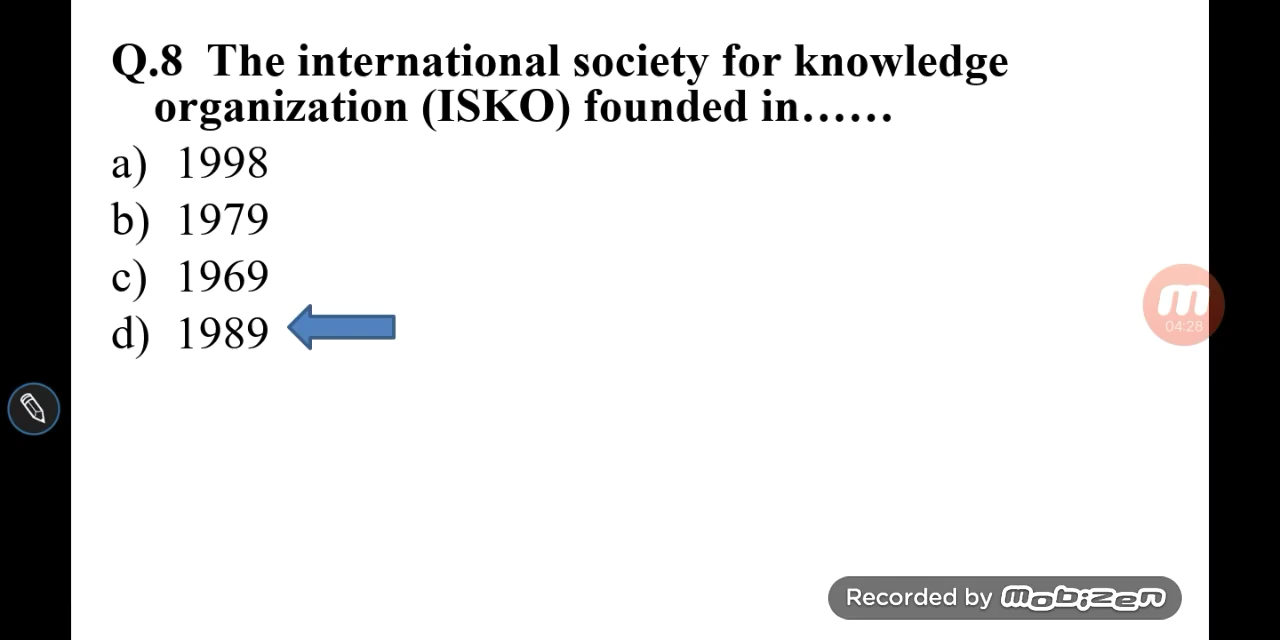 Q.8 The international society for knowledge
organization (ISKO) founded in......
a) 1998
b) 1979
c) 1969
d) 1989
m
04:28
Recorded by mobizen